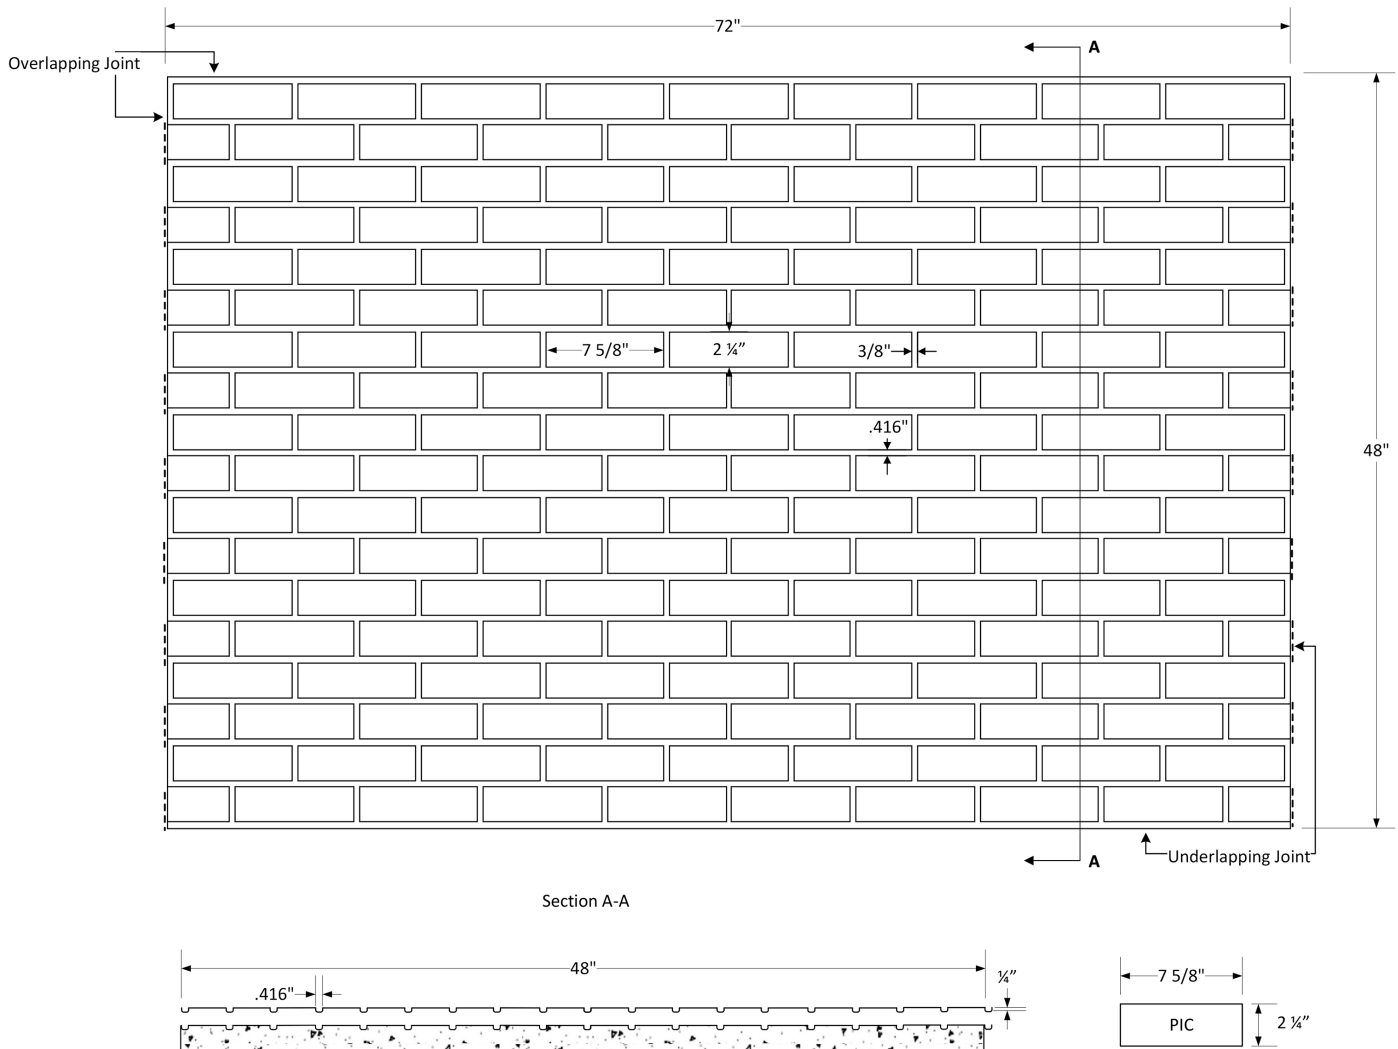 72"
A
Overlapping Joint
7 5/8"
2 ¼”
3/8"
.416"
48"
Underlapping Joint
A
Section A-A
48"
.416"
¼”
7 5/8"
PIC
2 ¼”